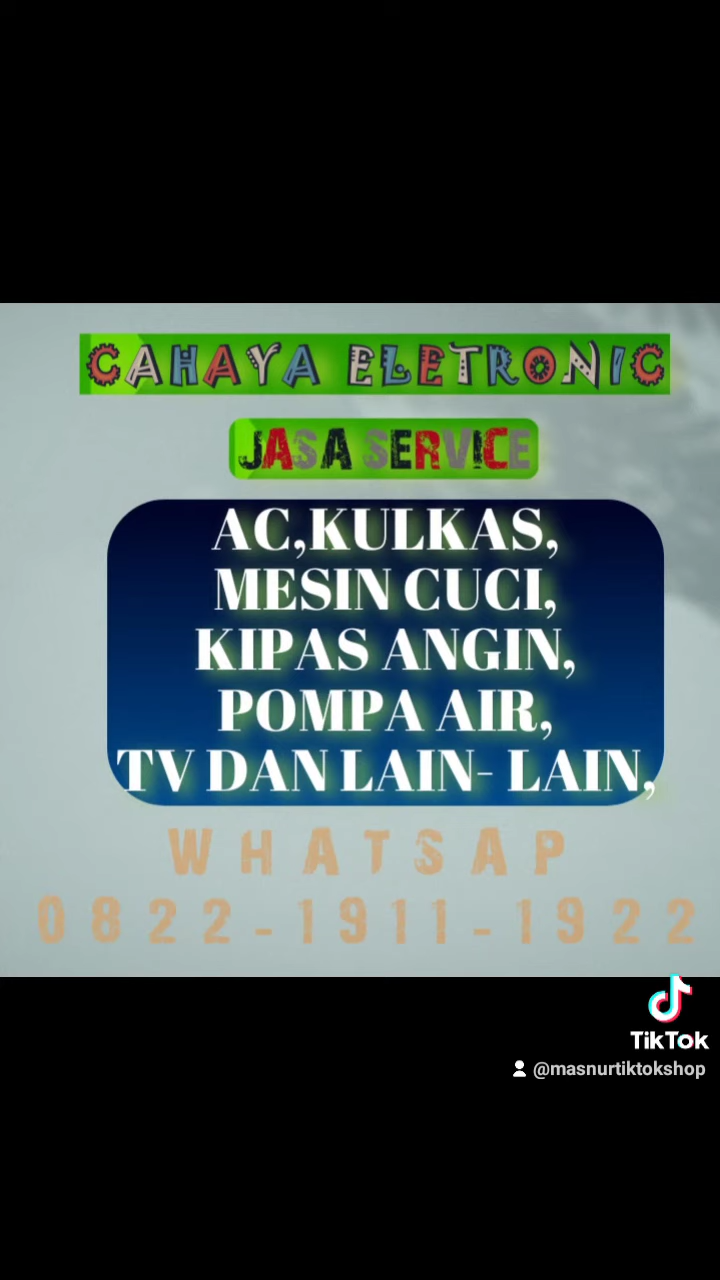 CAHAYA ELETRONIC
JASA SERVICE
AC,KULKAS,
MESIN CUCI,
KIPAS ANGIN,
POMPA AIR,
TV DAN LAIN- LAIN,
WHATSAP
0822-1911-1922
TikTok
@masnurtiktokshop